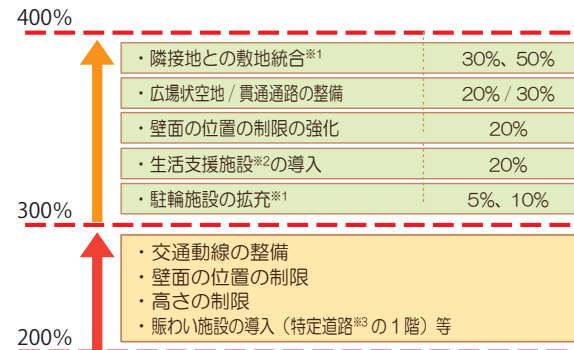 400%
・隣接地との敷地統合※1 30%、50%
・広場状空地 / 貫通通路の整備 20% / 30%
・壁面の位置の制限の強化 20%
・生活支援施設※2の導入 20%
・駐輪施設の拡充※1 5%、10%
300%
・交通動線の整備
・壁面の位置の制限
・高さの制限
・賑わい施設の導入（特定道路※3 の 1 階）等
200%